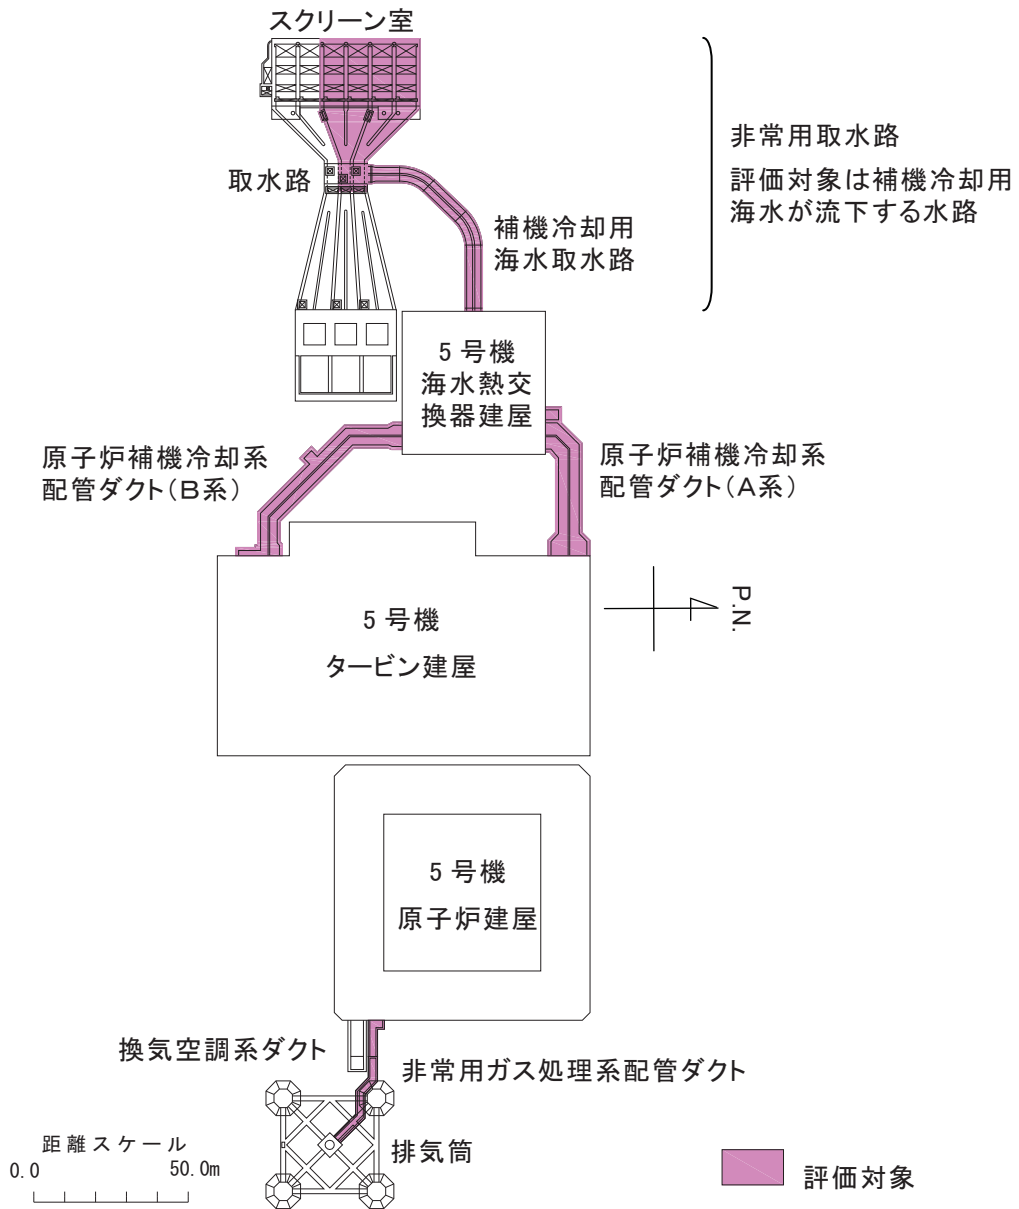 スクリーン室
非常用取水路
評価対象は補機冷却用
海水が流下する水路
取水路
補機冷却用
海水取水路
5号機
海水熱交
換器建屋
原子炉補機冷却系
配管ダクト(B系)
原子炉補機冷却系
配管ダクト(A系)
P.N.
5号機
タービン建屋
5号機
原子炉建屋
換気空調系ダクト
非常用ガス処理系配管ダクト
排気筒
距離スケール
0.0 50.0m
評価対象